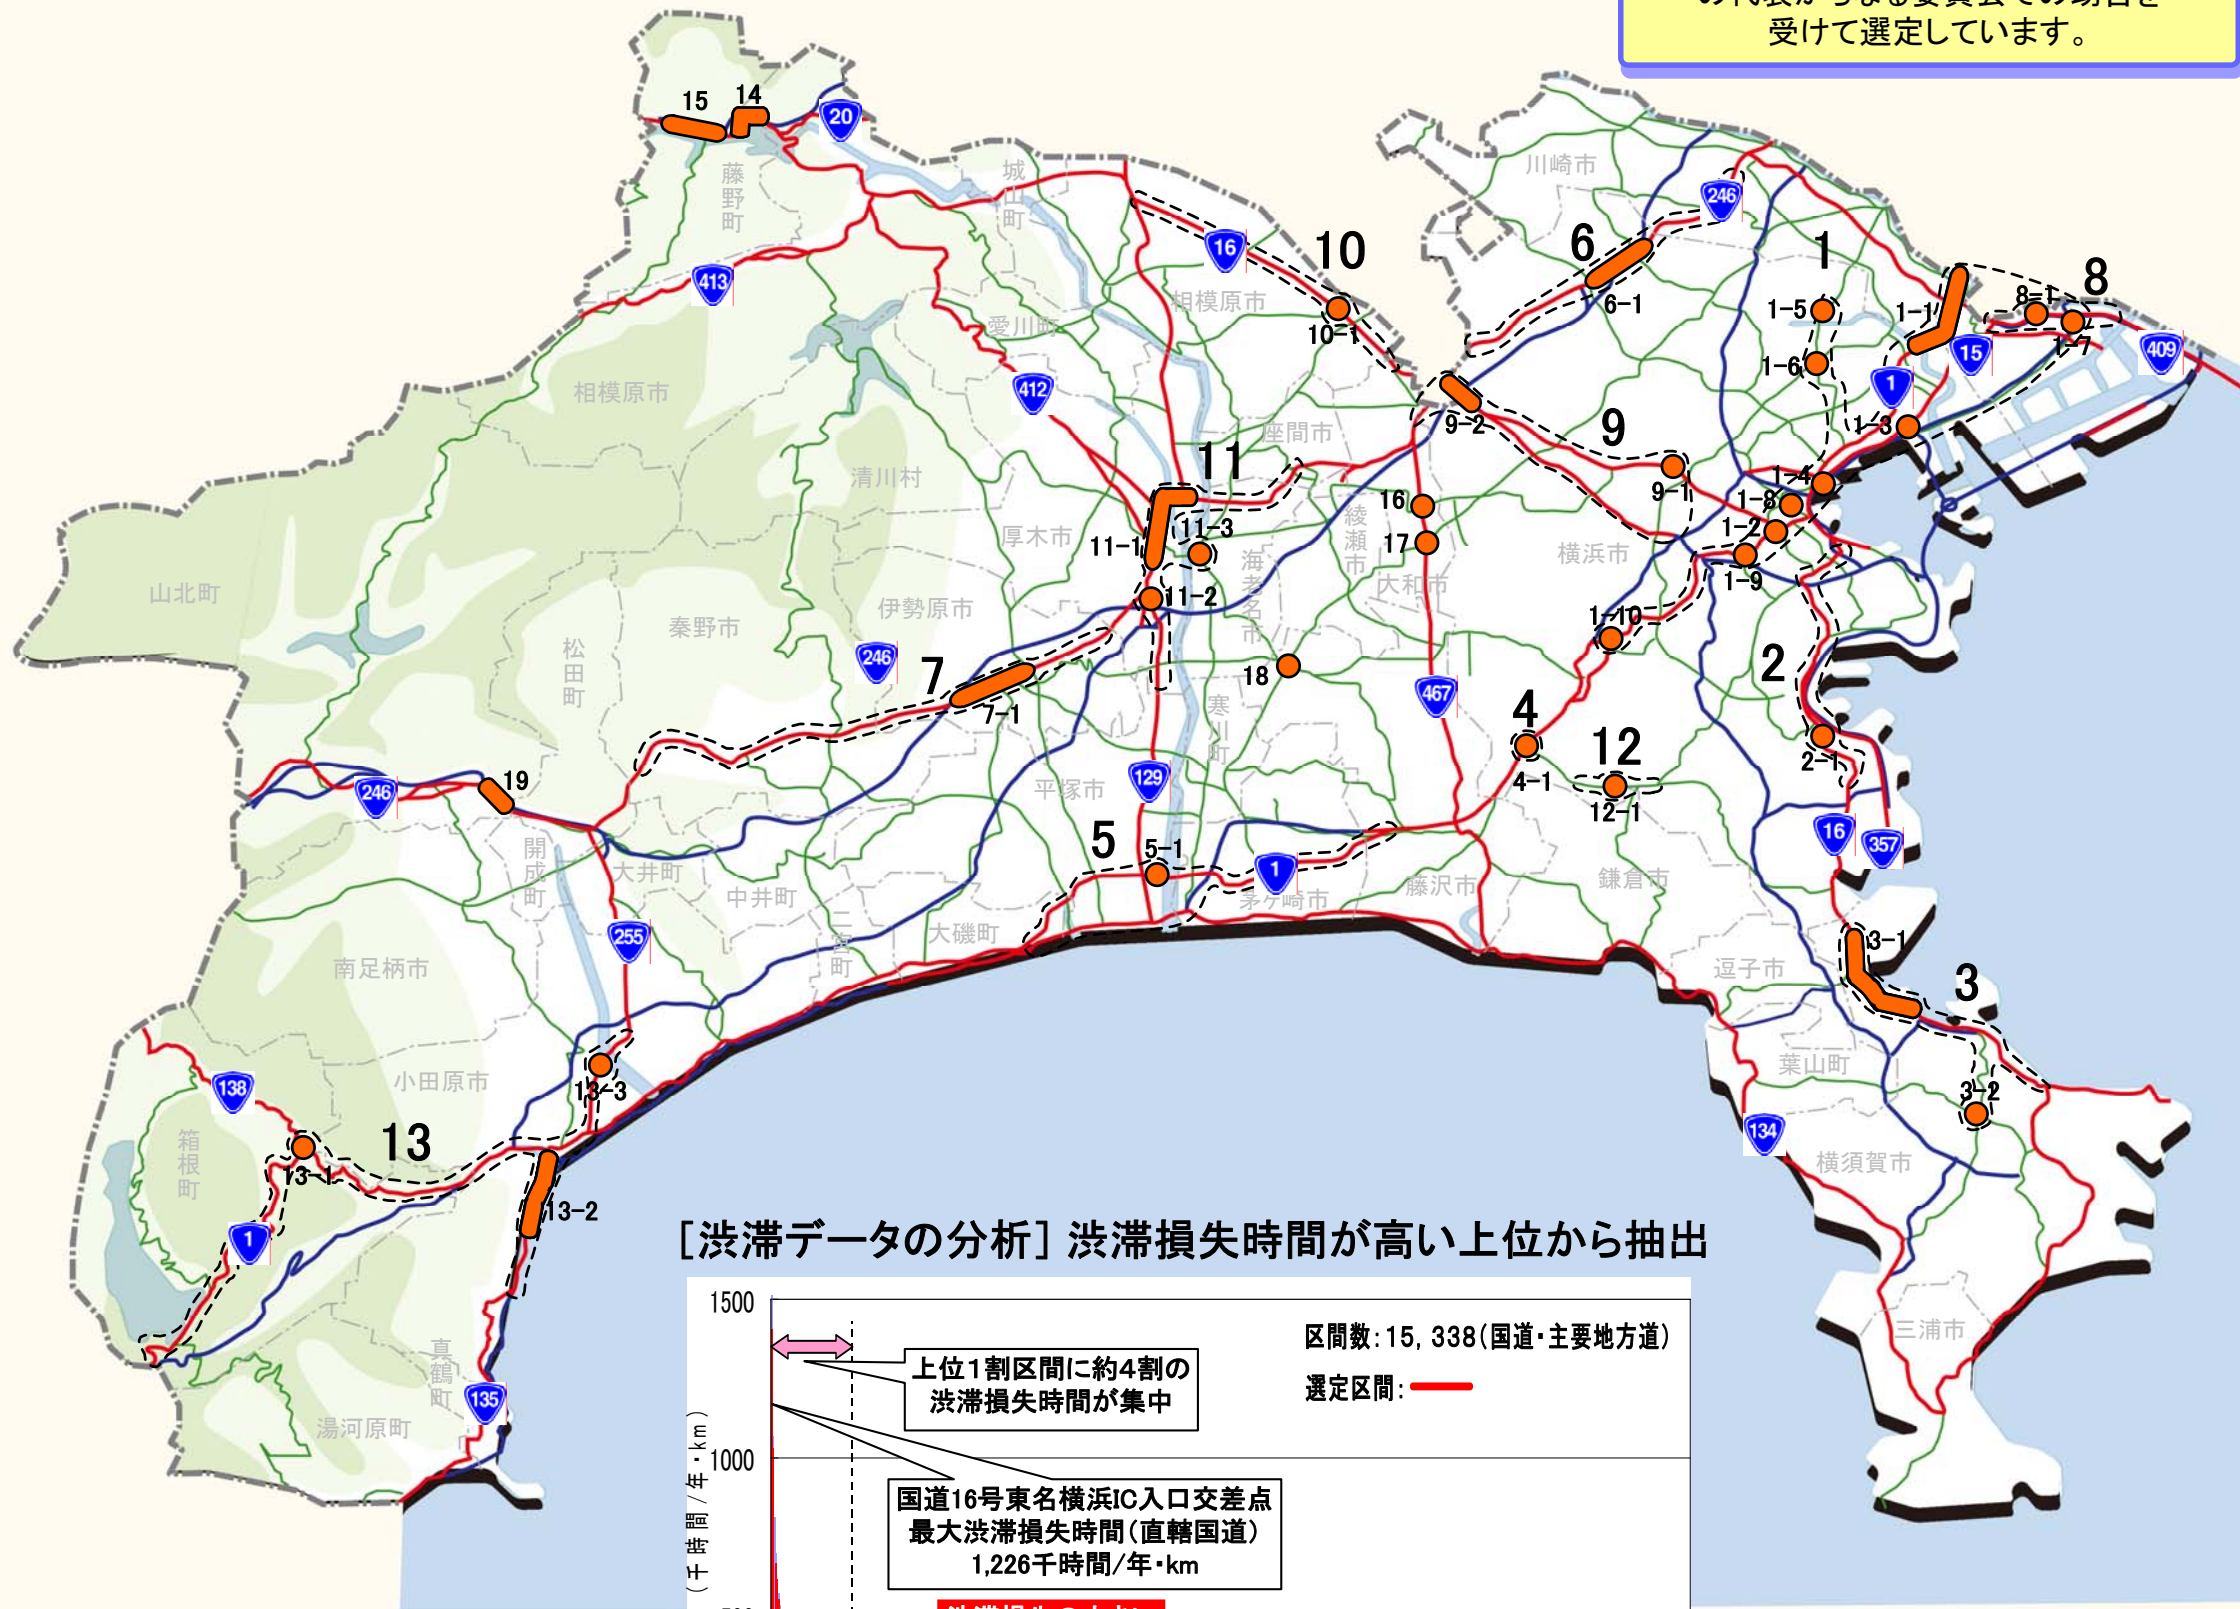 受けて選定しています。
15
14
20
藤野町
城山町
413
16
10
相模原市
10-1
愛川町
412
相模原市
川崎市
246
6
6-1
1
1-5
1-1
8-1
8
1-6
15
1-7
409
1
1-3
9-2
9
座間市
11
清川村
厚木市
11-1
11-3
16
17
綾瀬市
大和市
海老名市
9-1
1-4
1-8
1-2
1-9
横浜市
山北町
伊勢原市
11-2
1-10
秦野市
松田町
246
7
7-1
18
寒川町
467
4
4-1
12
12-1
2
2-1
246
19
129
平塚市
16
357
開成町
大井町
中井町
二宮町
大磯町
5
5-1
1
茅ヶ崎市
藤沢市
鎌倉市
255
南足柄市
逗子市
3-1
3
葉山町
3-2
138
小田原市
13-3
箱根町
13
13-1
13-2
134
横須賀市
1
三浦市
真鶴町
135
湯河原町
[渋滞データの分析] 渋滞損失時間が高い上位から抽出
1500
区間数:15,338(国道・主要地方道)
選定区間:
上位1割区間に約4割の
渋滞損失時間が集中
1000
(千時間/年・km)
国道16号東名横浜IC入口交差点
最大渋滞損失時間(直轄国道)
1,226千時間/年・km